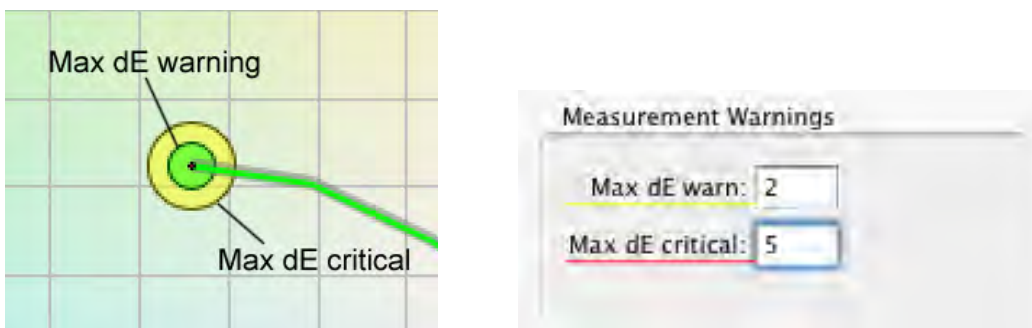 Max dE warning
Max dE critical
Measurement Warnings
Max dE warn: 2
Max dE critical: 5